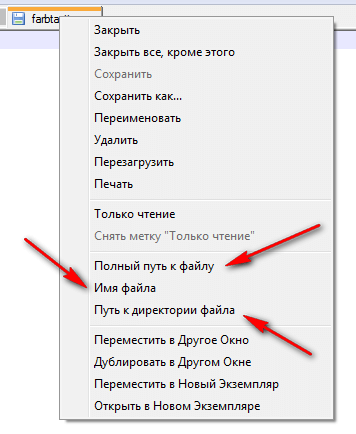 Закрыть
Закрыть все, кроме этого
Сохранить
Сохранить как...
Переименовать
Удалить
Перезагрузить
Печать
Только чтение
Снять метку "Только чтение"
Полный путь к файлу
Имя файла
Путь к директории файла
Переместить в Другое Окно
Дублировать в Другом Окне
Переместить в Новый Экземпляр
Открыть в Новом Экземпляре